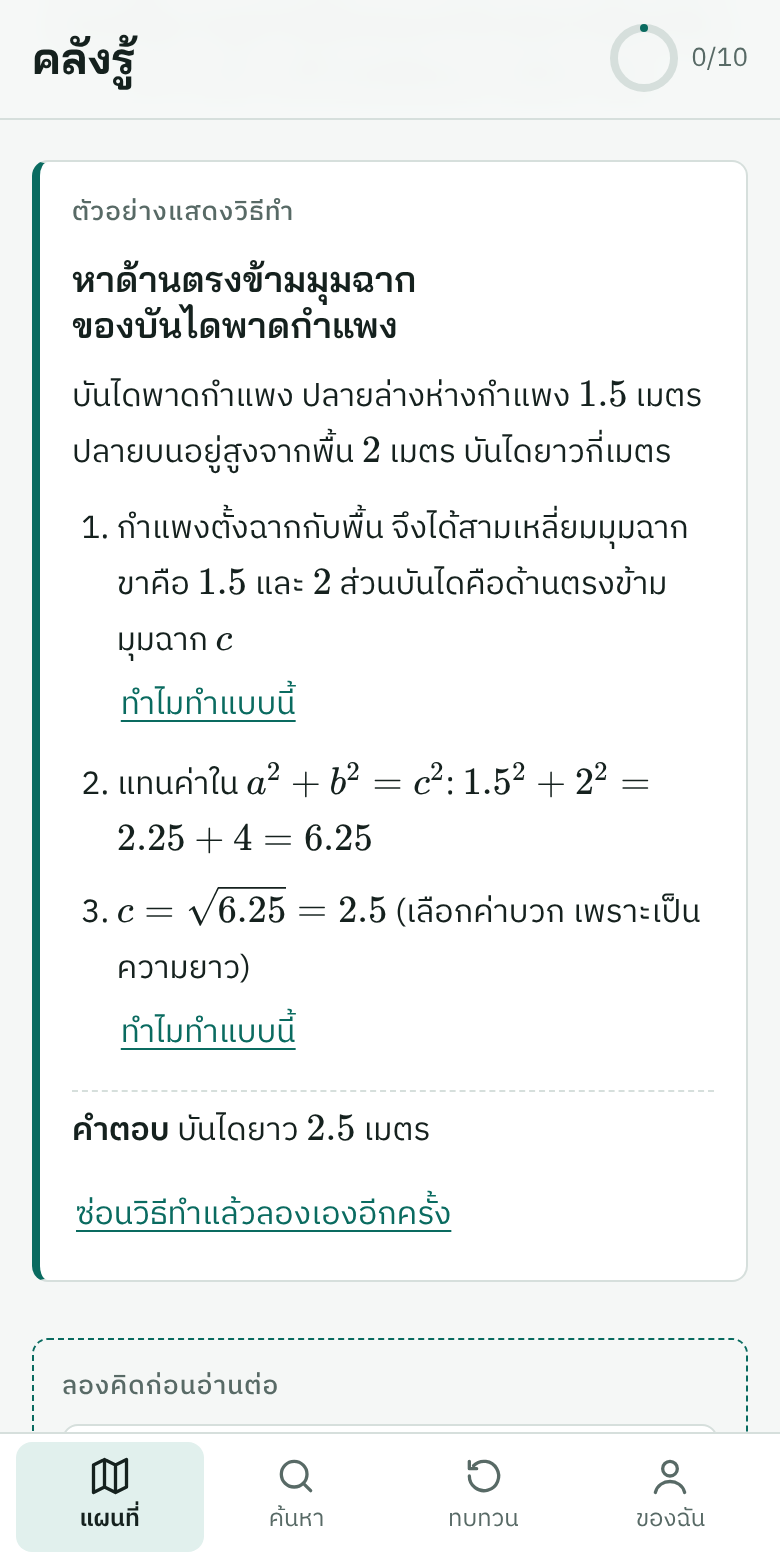 คลังรู้
0/10
ตัวอย่างแสดงวิธีทำ
หาด้านตรงข้ามมุมฉาก
ของบันไดพาดกำแพง
บันไดพาดกำแพง ปลายล่างห่างกำแพง 1.5 เมตร
ปลายบนอยู่สูงจากพื้น 2 เมตร บันไดยาวกี่เมตร
1. กำแพงตั้งฉากกับพื้น จึงได้สามเหลี่ยมมุมฉาก
ขาคือ 1.5 และ 2 ส่วนบันไดคือด้านตรงข้าม
มุมฉาก c
ทำไมทำแบบนี้
2. แทนค่าใน a² + b² = c²: 1.5² + 2² =
2.25 + 4 = 6.25
3. c = √6.25 = 2.5 (เลือกค่าบวก เพราะเป็น
ความยาว)
ทำไมทำแบบนี้
คำตอบ บันไดยาว 2.5 เมตร
ซ่อนวิธีทำแล้วลองเองอีกครั้ง
ลองคิดก่อนอ่านต่อ
แผนที่
ค้นหา
ทบทวน
ของฉัน